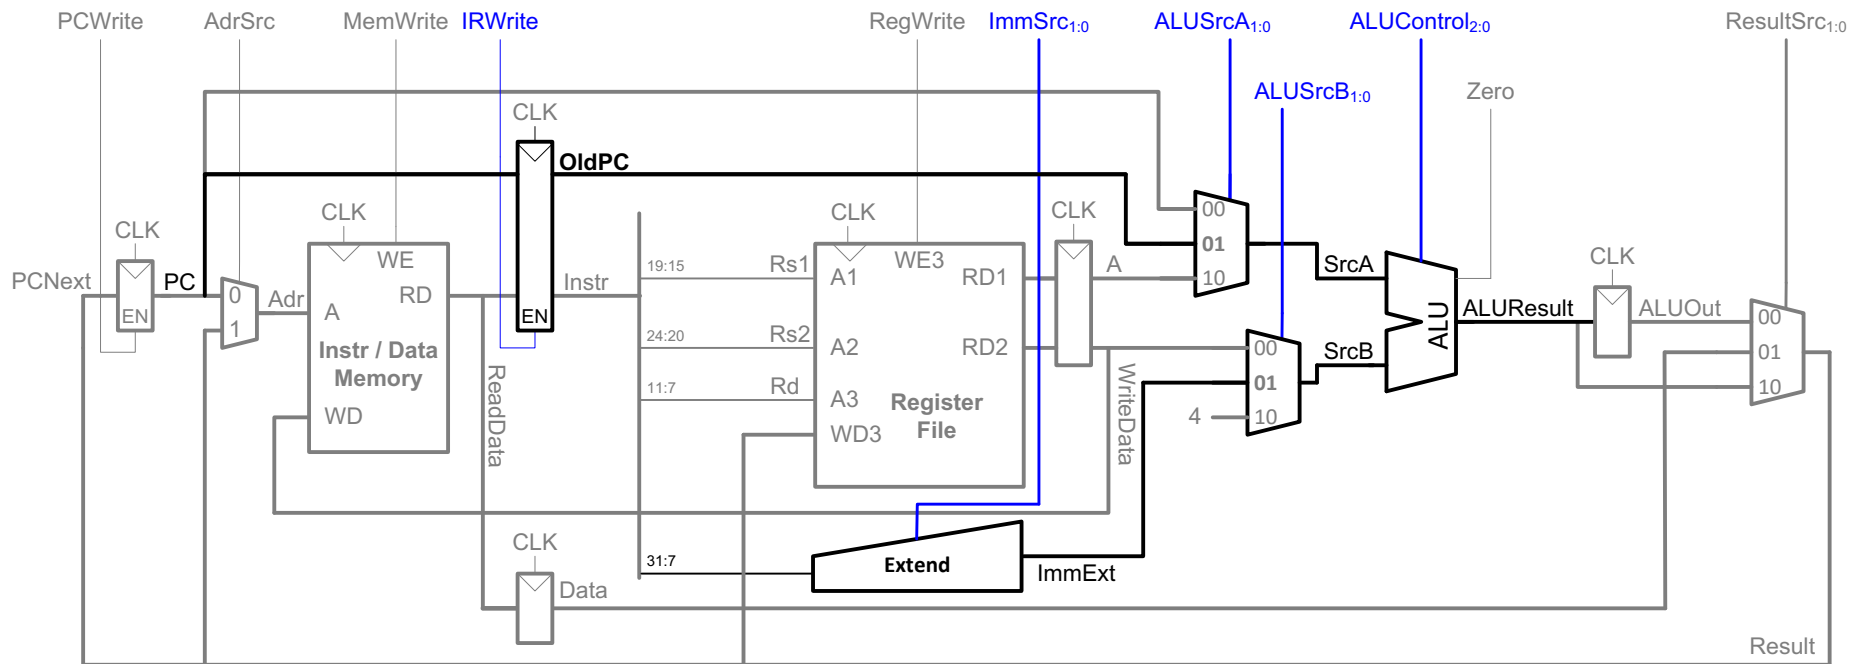 PCWrite AdrSrc MemWrite IRWrite RegWrite ImmSrc1:0 ALUSrcA1:0 ALUControl2:0 ResultSrc1:0
ALUSrcB1:0 Zero
CLK
OldPC
CLK CLK CLK 00
CLK CLK
WE WE3
19:15 Rs1 A1 RD1 A 01 SrcA
PCNext PC 0 Adr A RD Instr 10
EN 1 EN ALUResult ALUOut 00
Instr / Data
Memory
24:20 Rs2 A2 RD2 00 SrcB ALU 01
ReadData WriteData
11:7 Rd A3 01 10
Register
File
WD WD3 4 10
CLK 31:7 Extend ImmExt
Data
Result